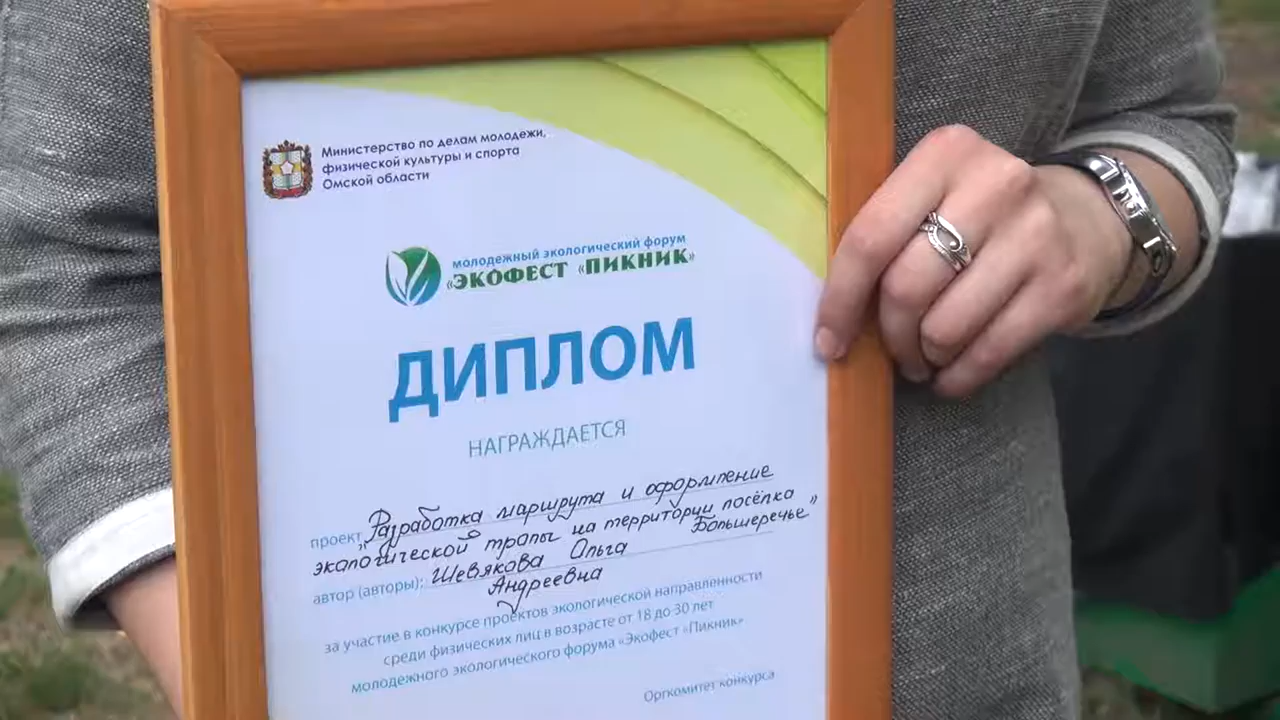 Министерство по делам молодежи,
физической культуры и спорта
Омской области
МОЛОДЕЖНЫЙ ЭКОЛОГИЧЕСКИЙ ФОРУМ
«ЭКОФЕСТ «ПИКНИК»
ДИПЛОМ
НАГРАЖДАЕТСЯ
проект „Разработка маршрута и оформление
экологической тропы на территории посёлка
Большеречье”
автор (авторы): Шевякова Ольга
Андреевна
за участие в конкурсе проектов экологической направленности
среди физических лиц в возрасте от 18 до 30 лет
молодежного экологического форума «Экофест «Пикник»
Оргкомитет конкурса